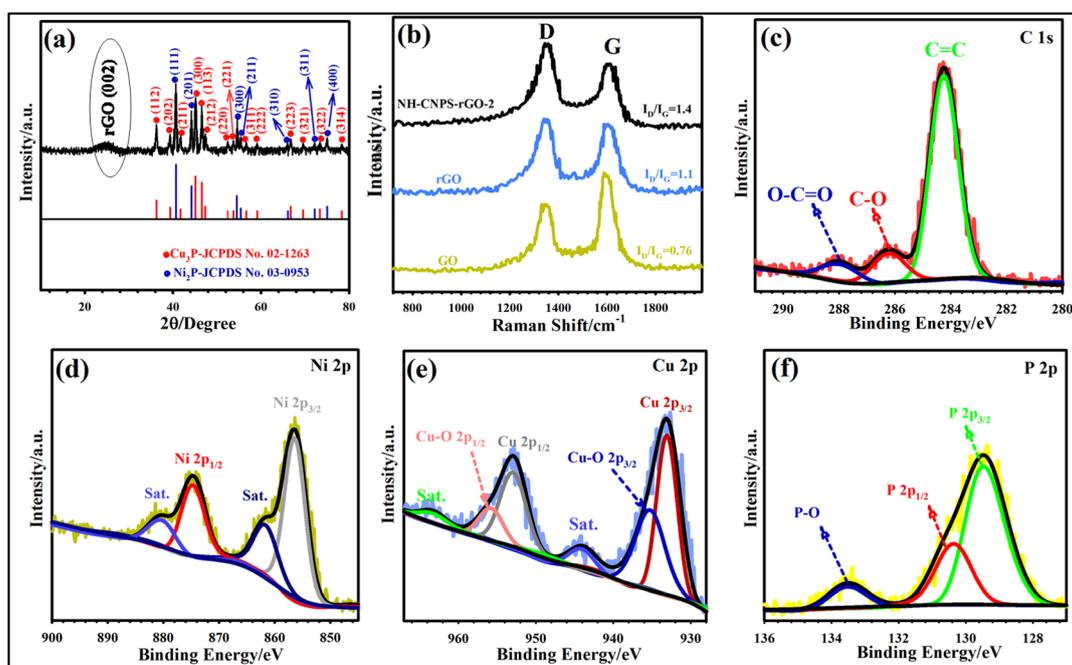 (a)
rGO (002)
(112)
(202)
(111)
(211)
(201)
(300)
(113)
(212)
(220)
(221)
(300)
(211)
(311)
(222)
(310)
(223)
(321)
(311)
(322)
(400)
(314)
Cu₃P-JCPDS No. 02-1263
Ni₂P-JCPDS No. 03-0953
Intensity/a.u.
20 40 60 80
2θ/Degree
(b)
D
G
NH-CNPS-rGO-2
I_D/I_G=1.4
rGO
I_D/I_G=1.1
GO
I_D/I_G=0.76
Intensity/a.u.
800 1000 1200 1400 1600 1800
Raman Shift/cm⁻¹
(c)
C 1s
C=C
O-C=O
C-O
Intensity/a.u.
290 288 286 284 282 280
Binding Energy/eV
(d)
Ni 2p
Ni 2p₃/₂
Ni 2p₁/₂
Sat.
Sat.
Intensity/a.u.
900 890 880 870 860 850
Binding Energy/eV
(e)
Cu 2p
Cu 2p₃/₂
Cu-O 2p₁/₂
Cu 2p₁/₂
Cu-O 2p₃/₂
Sat.
Sat.
Intensity/a.u.
960 950 940 930
Binding Energy/eV
(f)
P 2p
P 2p₃/₂
P 2p₁/₂
P-O
Intensity/a.u.
136 134 132 130 128
Binding Energy/eV